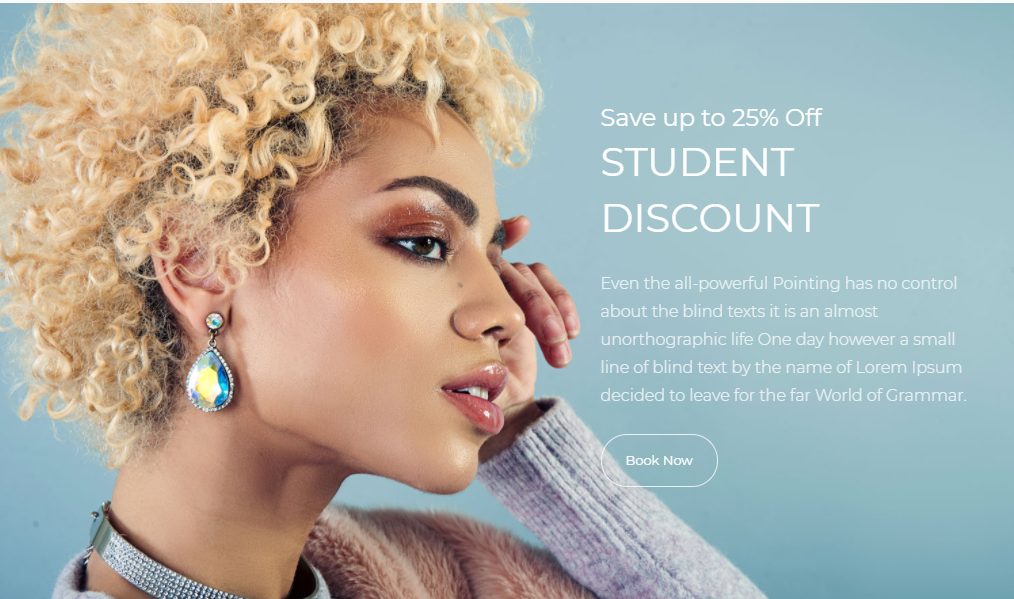 Save up to 25% Off
STUDENT
DISCOUNT
Even the all-powerful Pointing has no control
about the blind texts it is an almost
unorthographic life One day however a small
line of blind text by the name of Lorem Ipsum
decided to leave for the far World of Grammar.
Book Now